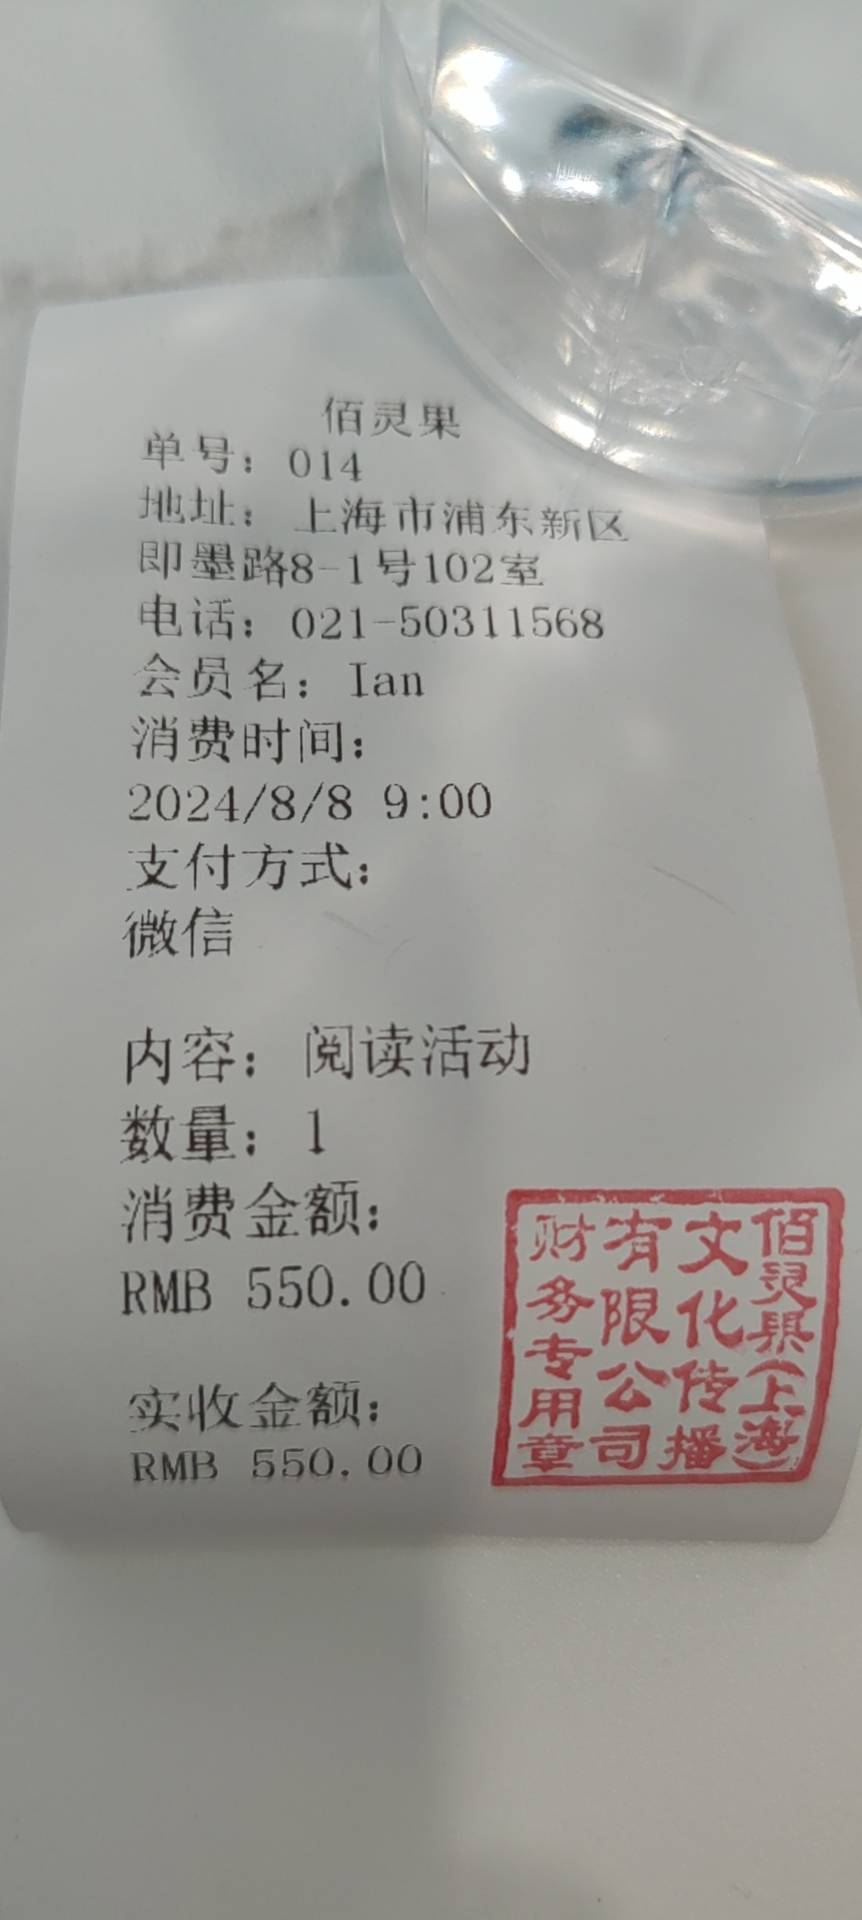 佰灵果
单号：014
地址：上海市浦东新区
即墨路8-1号102室
电话：021-50311568
会员名：Ian
消费时间：
2024/8/8 9:00
支付方式：
微信
内容：阅读活动
数量：1
消费金额：
RMB 550.00
实收金额：
RMB 550.00
佰灵果(上海)
文化传播
有限公司
财务专用章